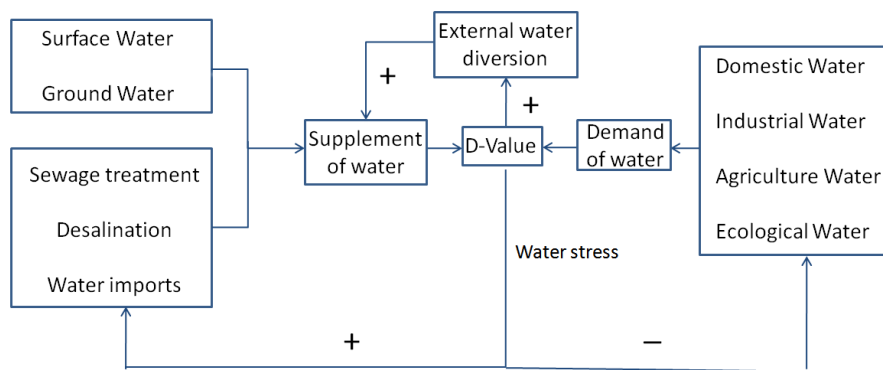 Surface Water
Ground Water
External water
diversion
+
+
Domestic Water
Industrial Water
Agriculture Water
Ecological Water
Supplement
of water
D-Value
Demand
of water
Sewage treatment
Desalination
Water imports
Water stress
+
−